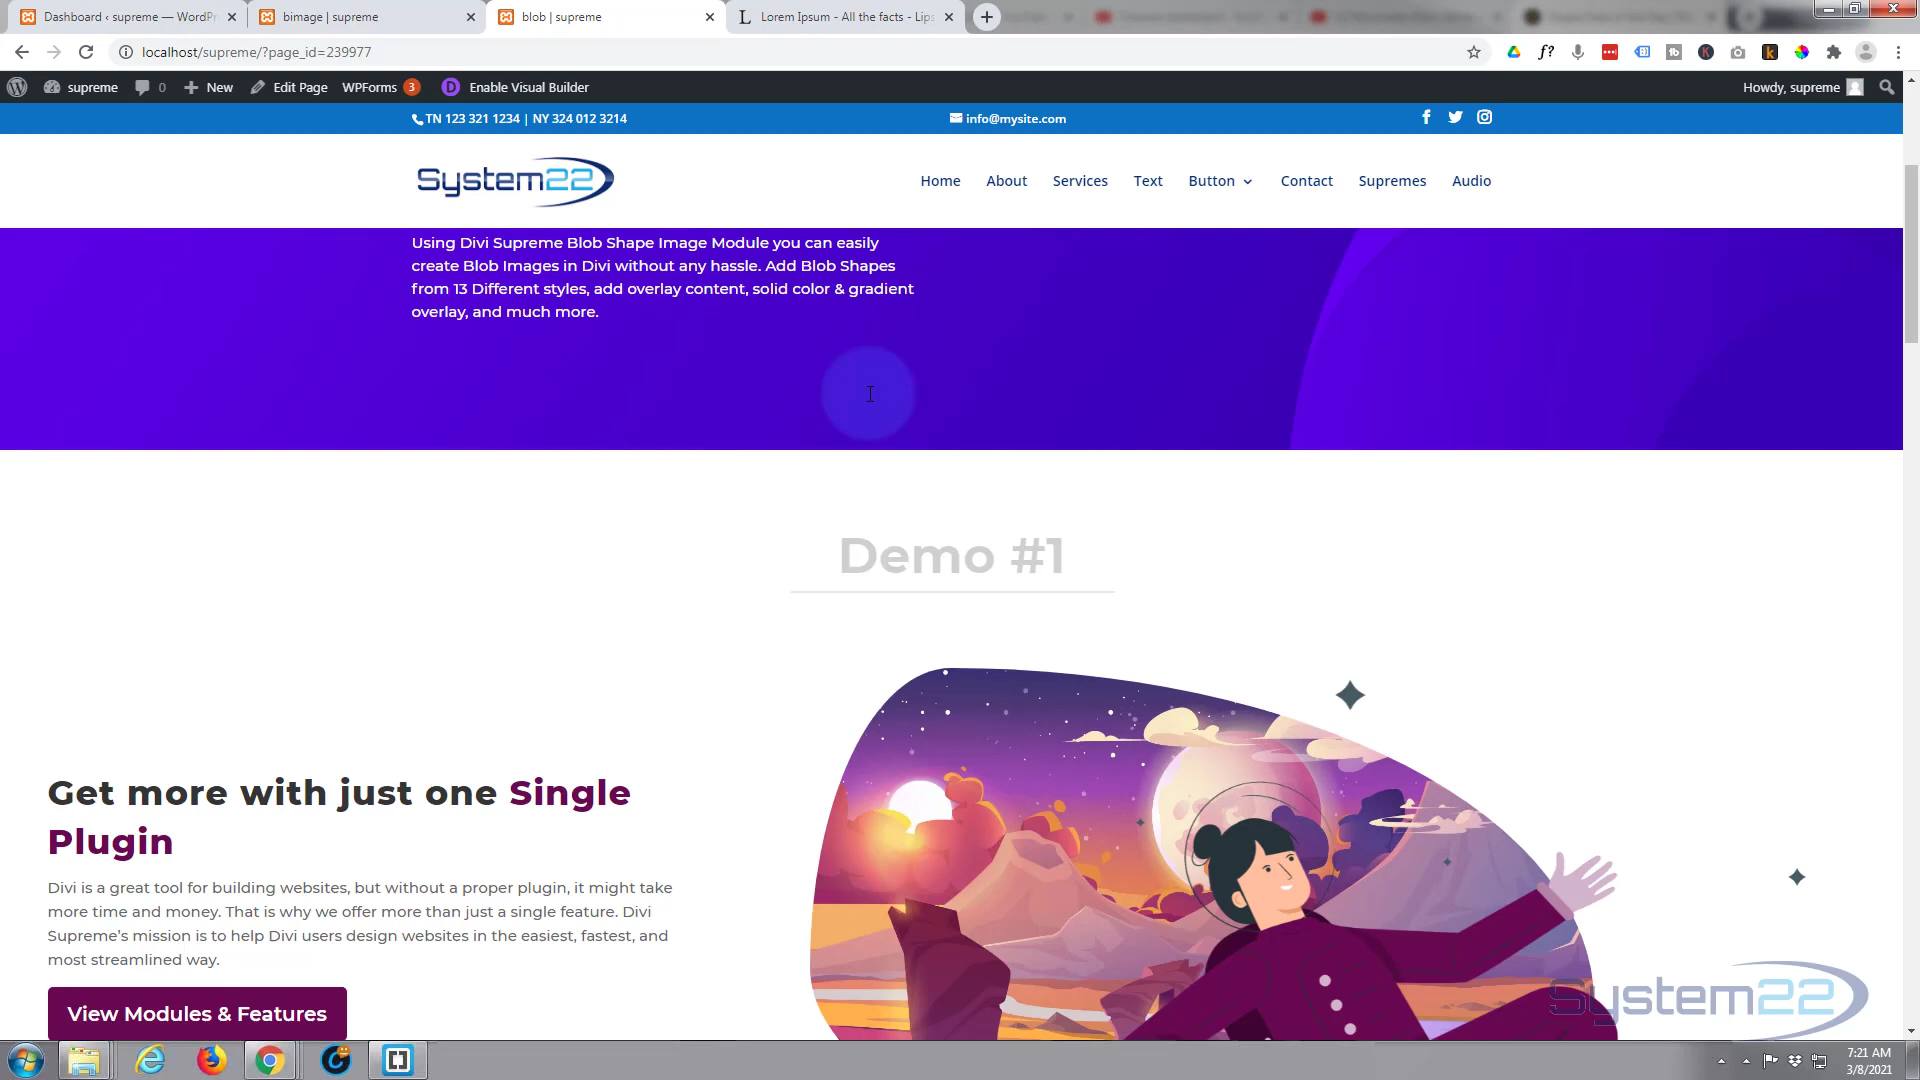 Dashboard ‹ supreme — WordPr
bimage | supreme
blob | supreme
Lorem Ipsum - All the facts - Lips
localhost/supreme/?page_id=239977
supreme
0
New
Edit Page
WPForms 3
Enable Visual Builder
Howdy, supreme
TN 123 321 1234 | NY 324 012 3214
info@mysite.com
System22
Home
About
Services
Text
Button
Contact
Supremes
Audio
Using Divi Supreme Blob Shape Image Module you can easily
create Blob Images in Divi without any hassle. Add Blob Shapes
from 13 Different styles, add overlay content, solid color & gradient
overlay, and much more.
Demo #1
Get more with just one Single
Plugin
Divi is a great tool for building websites, but without a proper plugin, it might take
more time and money. That is why we offer more than just a single feature. Divi
Supreme's mission is to help Divi users design websites in the easiest, fastest, and
most streamlined way.
View Modules & Features
System22
7:21 AM
3/8/2021